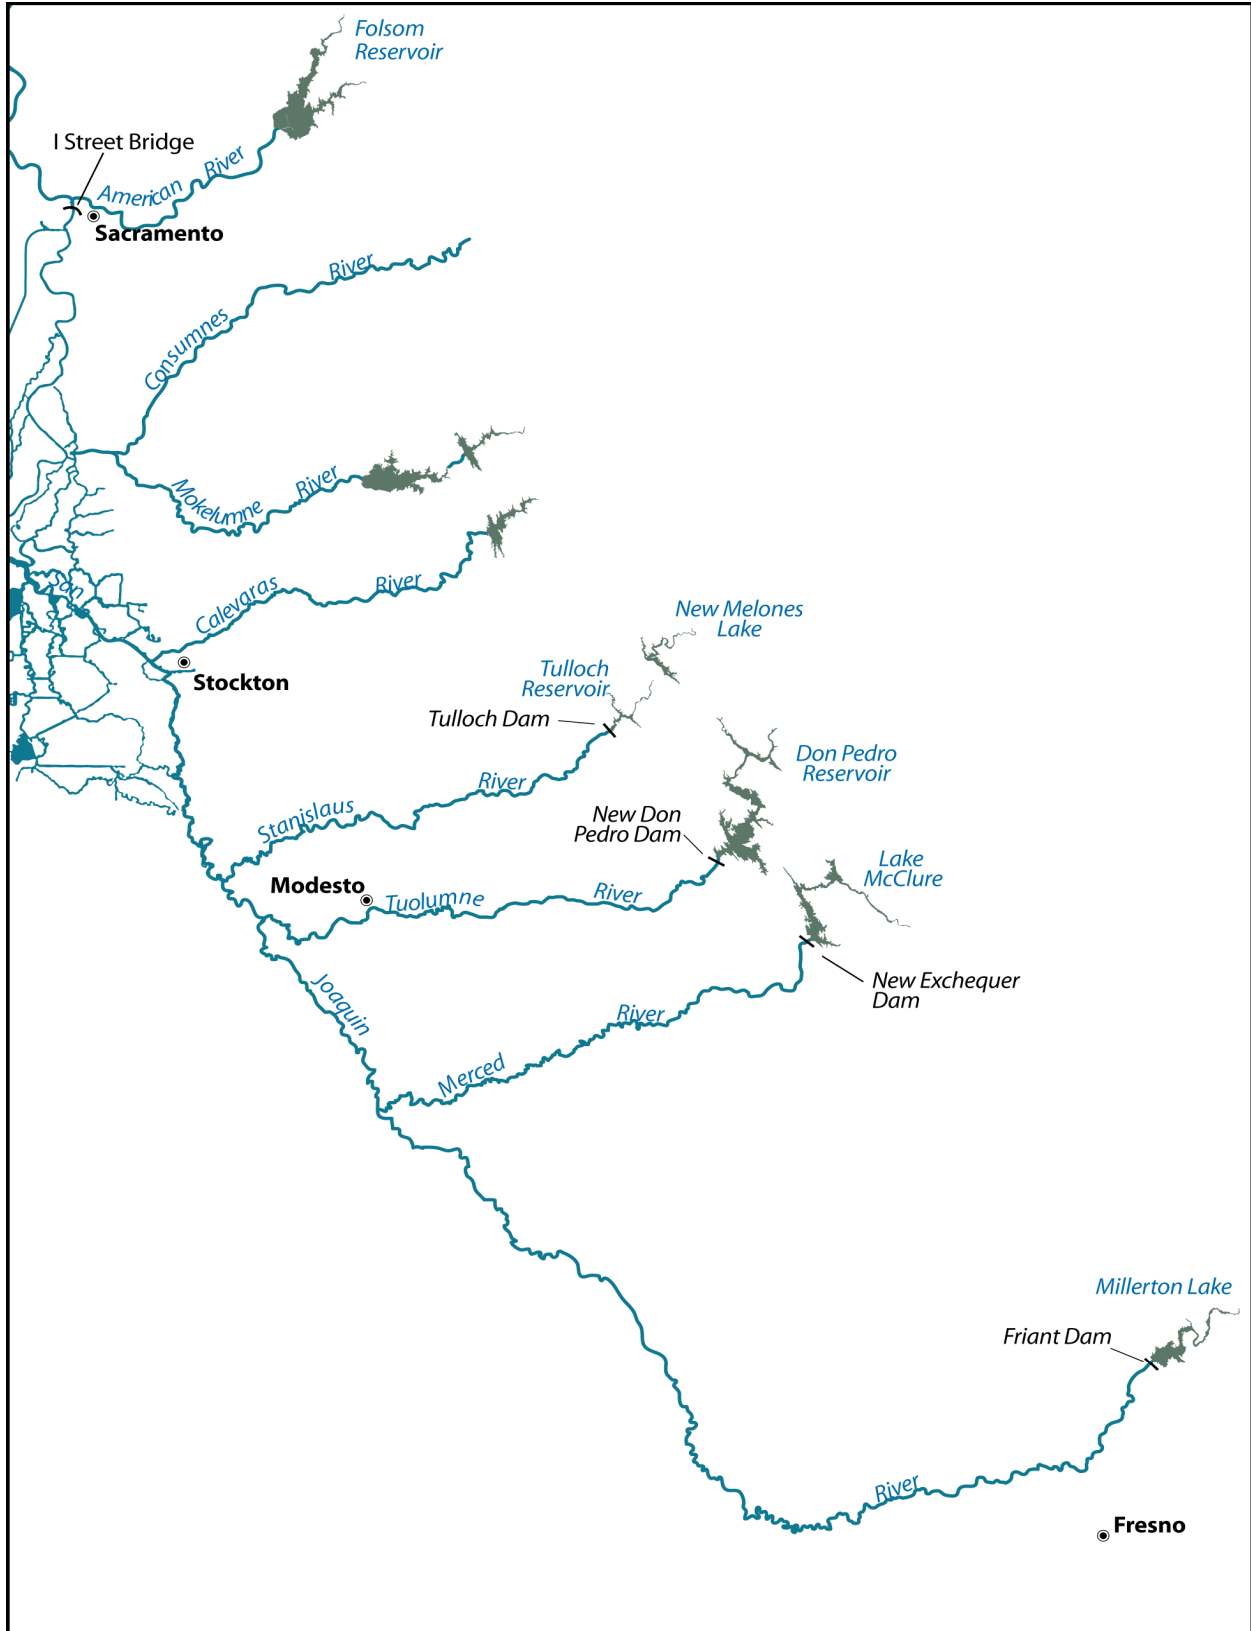 Folsom
Reservoir
I Street Bridge
American River
Sacramento
Consumnes River
Mokelumne River
San
Calevaras River
Stockton
New Melones
Lake
Tulloch
Reservoir
Tulloch Dam
Stanislaus River
Don Pedro
Reservoir
New Don
Pedro Dam
Lake
McClure
Modesto
Tuolumne River
New Exchequer
Dam
Joaquin
Merced River
Millerton Lake
Friant Dam
River
Fresno